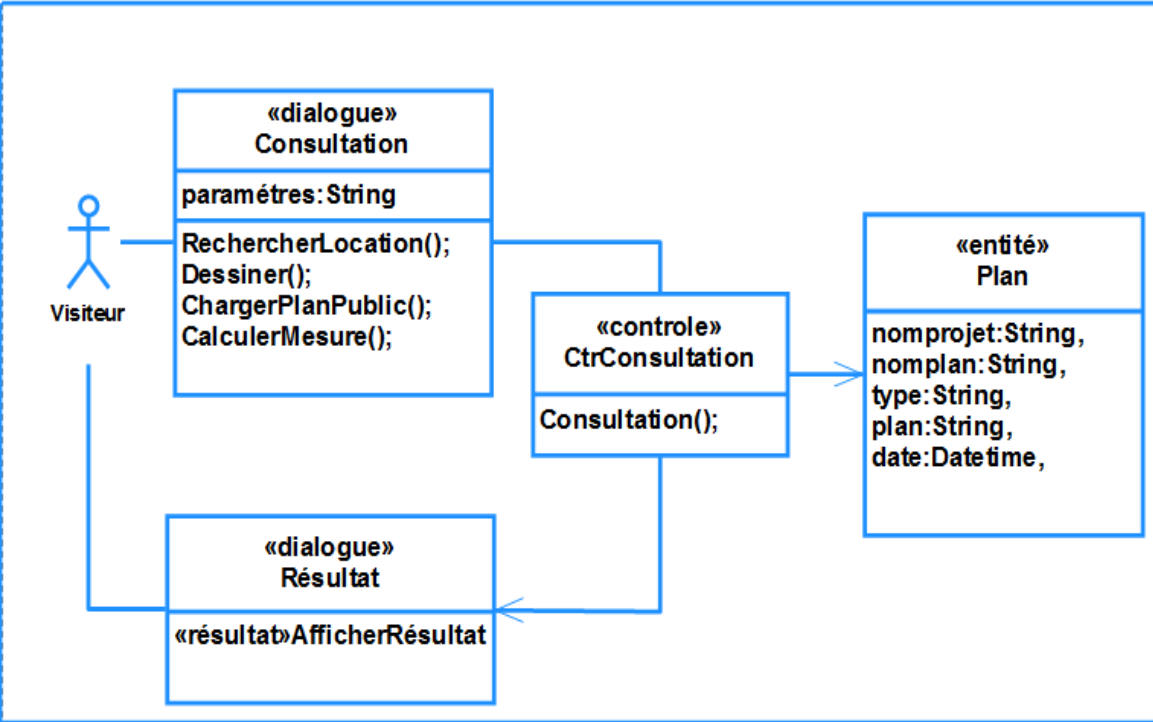 «dialogue»
Consultation
paramétres:String
RechercherLocation();
Dessiner();
ChargerPlanPublic();
CalculerMesure();
Visiteur
«controle»
CtrConsultation
Consultation();
«entité»
Plan
nomprojet:String,
nomplan:String,
type:String,
plan:String,
date:Datetime,
«dialogue»
Résultat
«résultat»AfficherRésultat